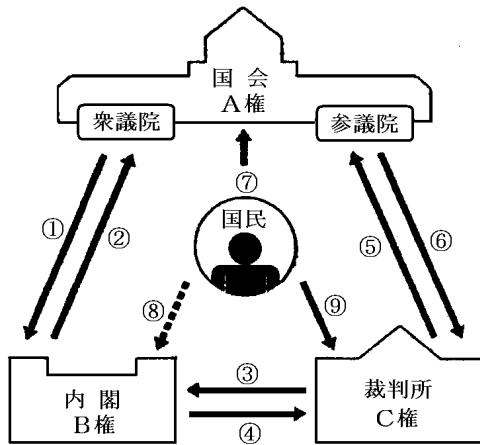 国会
A権
衆議院
参議院
①
②
⑦
国民
⑤
⑥
⑧
⑨
③
④
内閣
B権
裁判所
C権